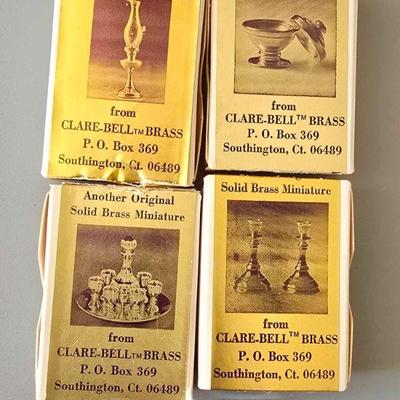 from
CLARE-BELL™ BRASS
P. O. Box 369
Southington, Ct. 06489
from
CLARE-BELL™ BRASS
P. O. Box 369
Southington, Ct. 06489
Another Original
Solid Brass Miniature
from
CLARE-BELL™ BRASS
P. O. Box 369
Southington, Ct. 06489
Solid Brass Miniature
from
CLARE-BELL™ BRASS
P. O. Box 369
Southington, Ct. 06489